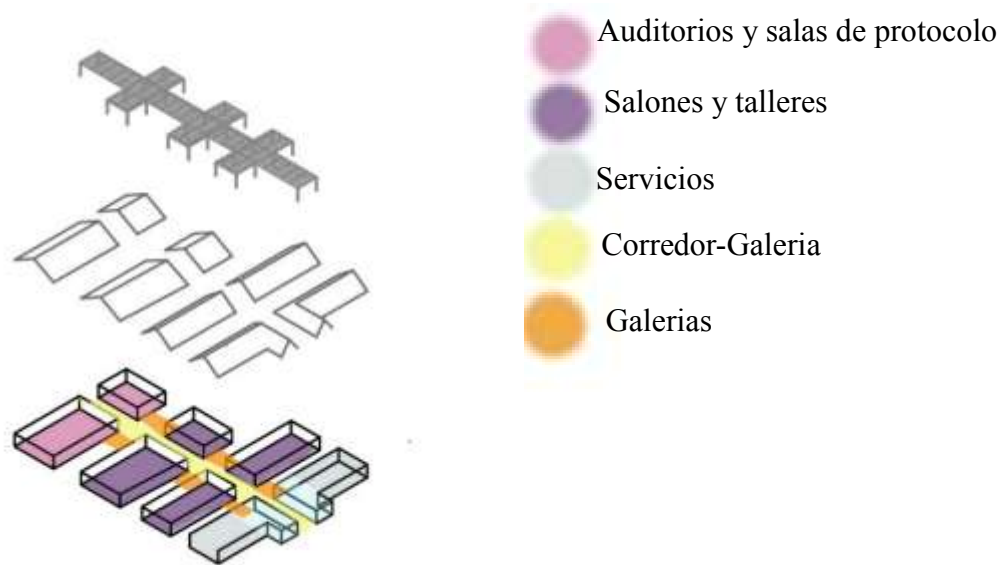 Auditorios y salas de protocolo
Salones y talleres
Servicios
Corredor-Galeria
Galerias